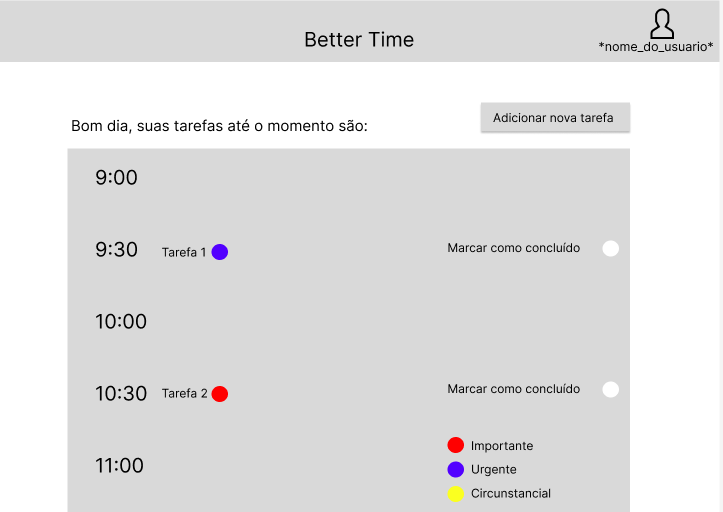 Better Time
*nome_do_usuario*
Bom dia, suas tarefas até o momento são:
Adicionar nova tarefa
9:00
9:30 Tarefa 1 Marcar como concluído
10:00
10:30 Tarefa 2 Marcar como concluído
Importante
11:00 Urgente
Circunstancial